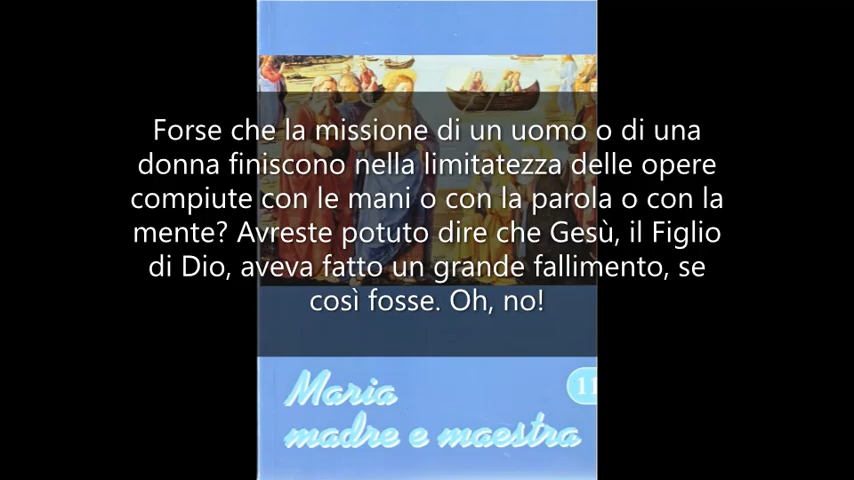 Forse che la missione di un uomo o di una
donna finiscono nella limitatezza delle opere
compiute con le mani o con la parola o con la
mente? Avreste potuto dire che Gesù, il Figlio
di Dio, aveva fatto un grande fallimento, se
così fosse. Oh, no!
Maria
11
madre e maestra